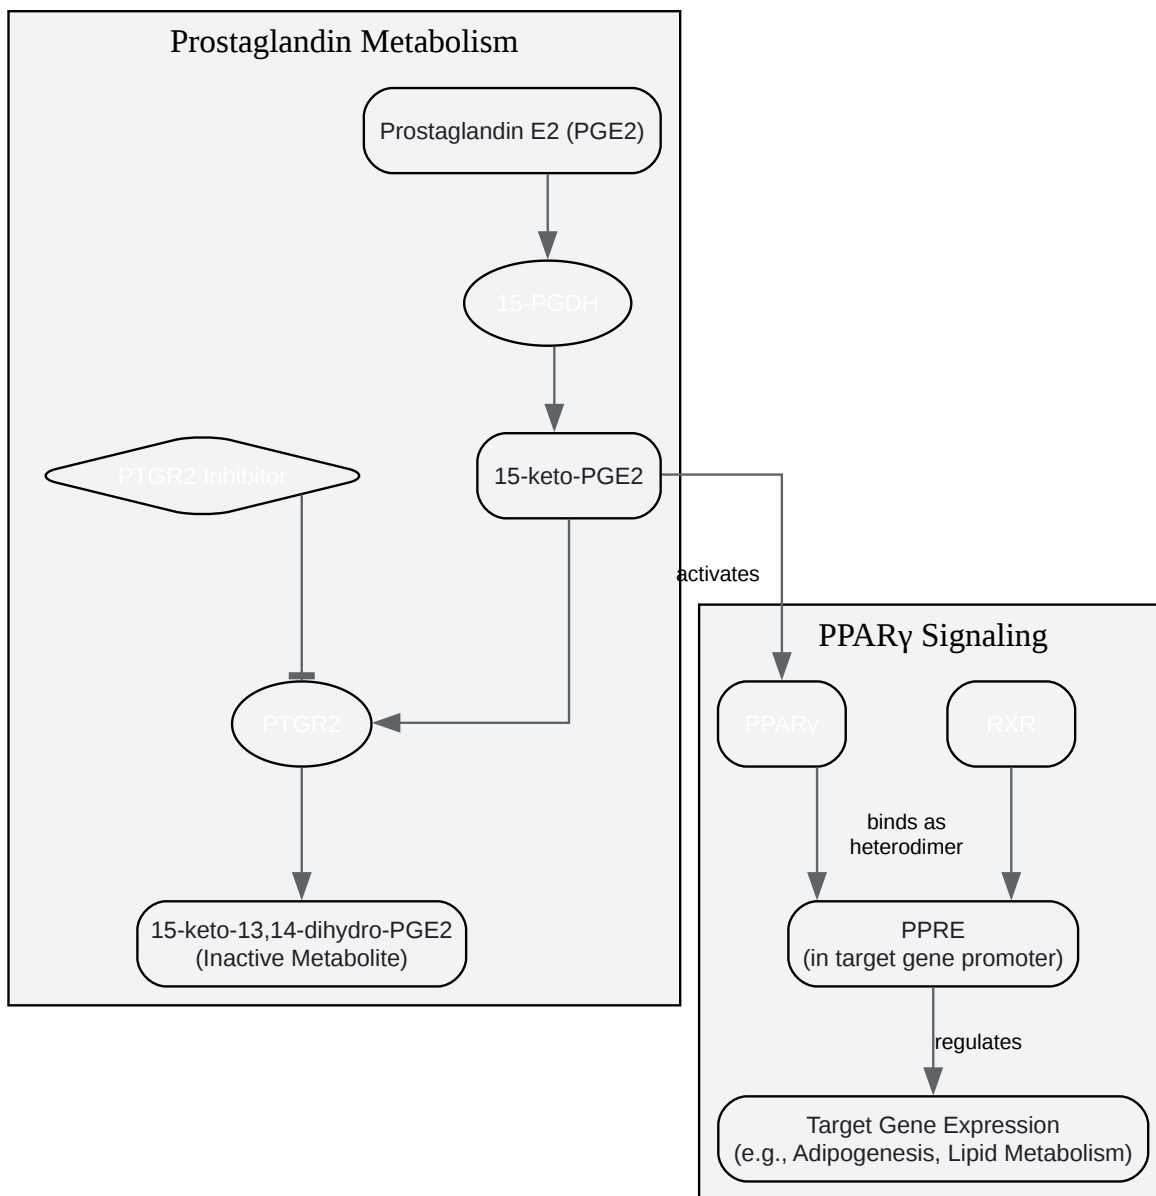 Prostaglandin Metabolism
Prostaglandin E2 (PGE2)
15-PGDH
PTGR2 Inhibitor
15-keto-PGE2
activates
PPARγ Signaling
PTGR2
PPARγ
RXR
binds as
heterodimer
15-keto-13,14-dihydro-PGE2
(Inactive Metabolite)
PPRE
(in target gene promoter)
regulates
Target Gene Expression
(e.g., Adipogenesis, Lipid Metabolism)